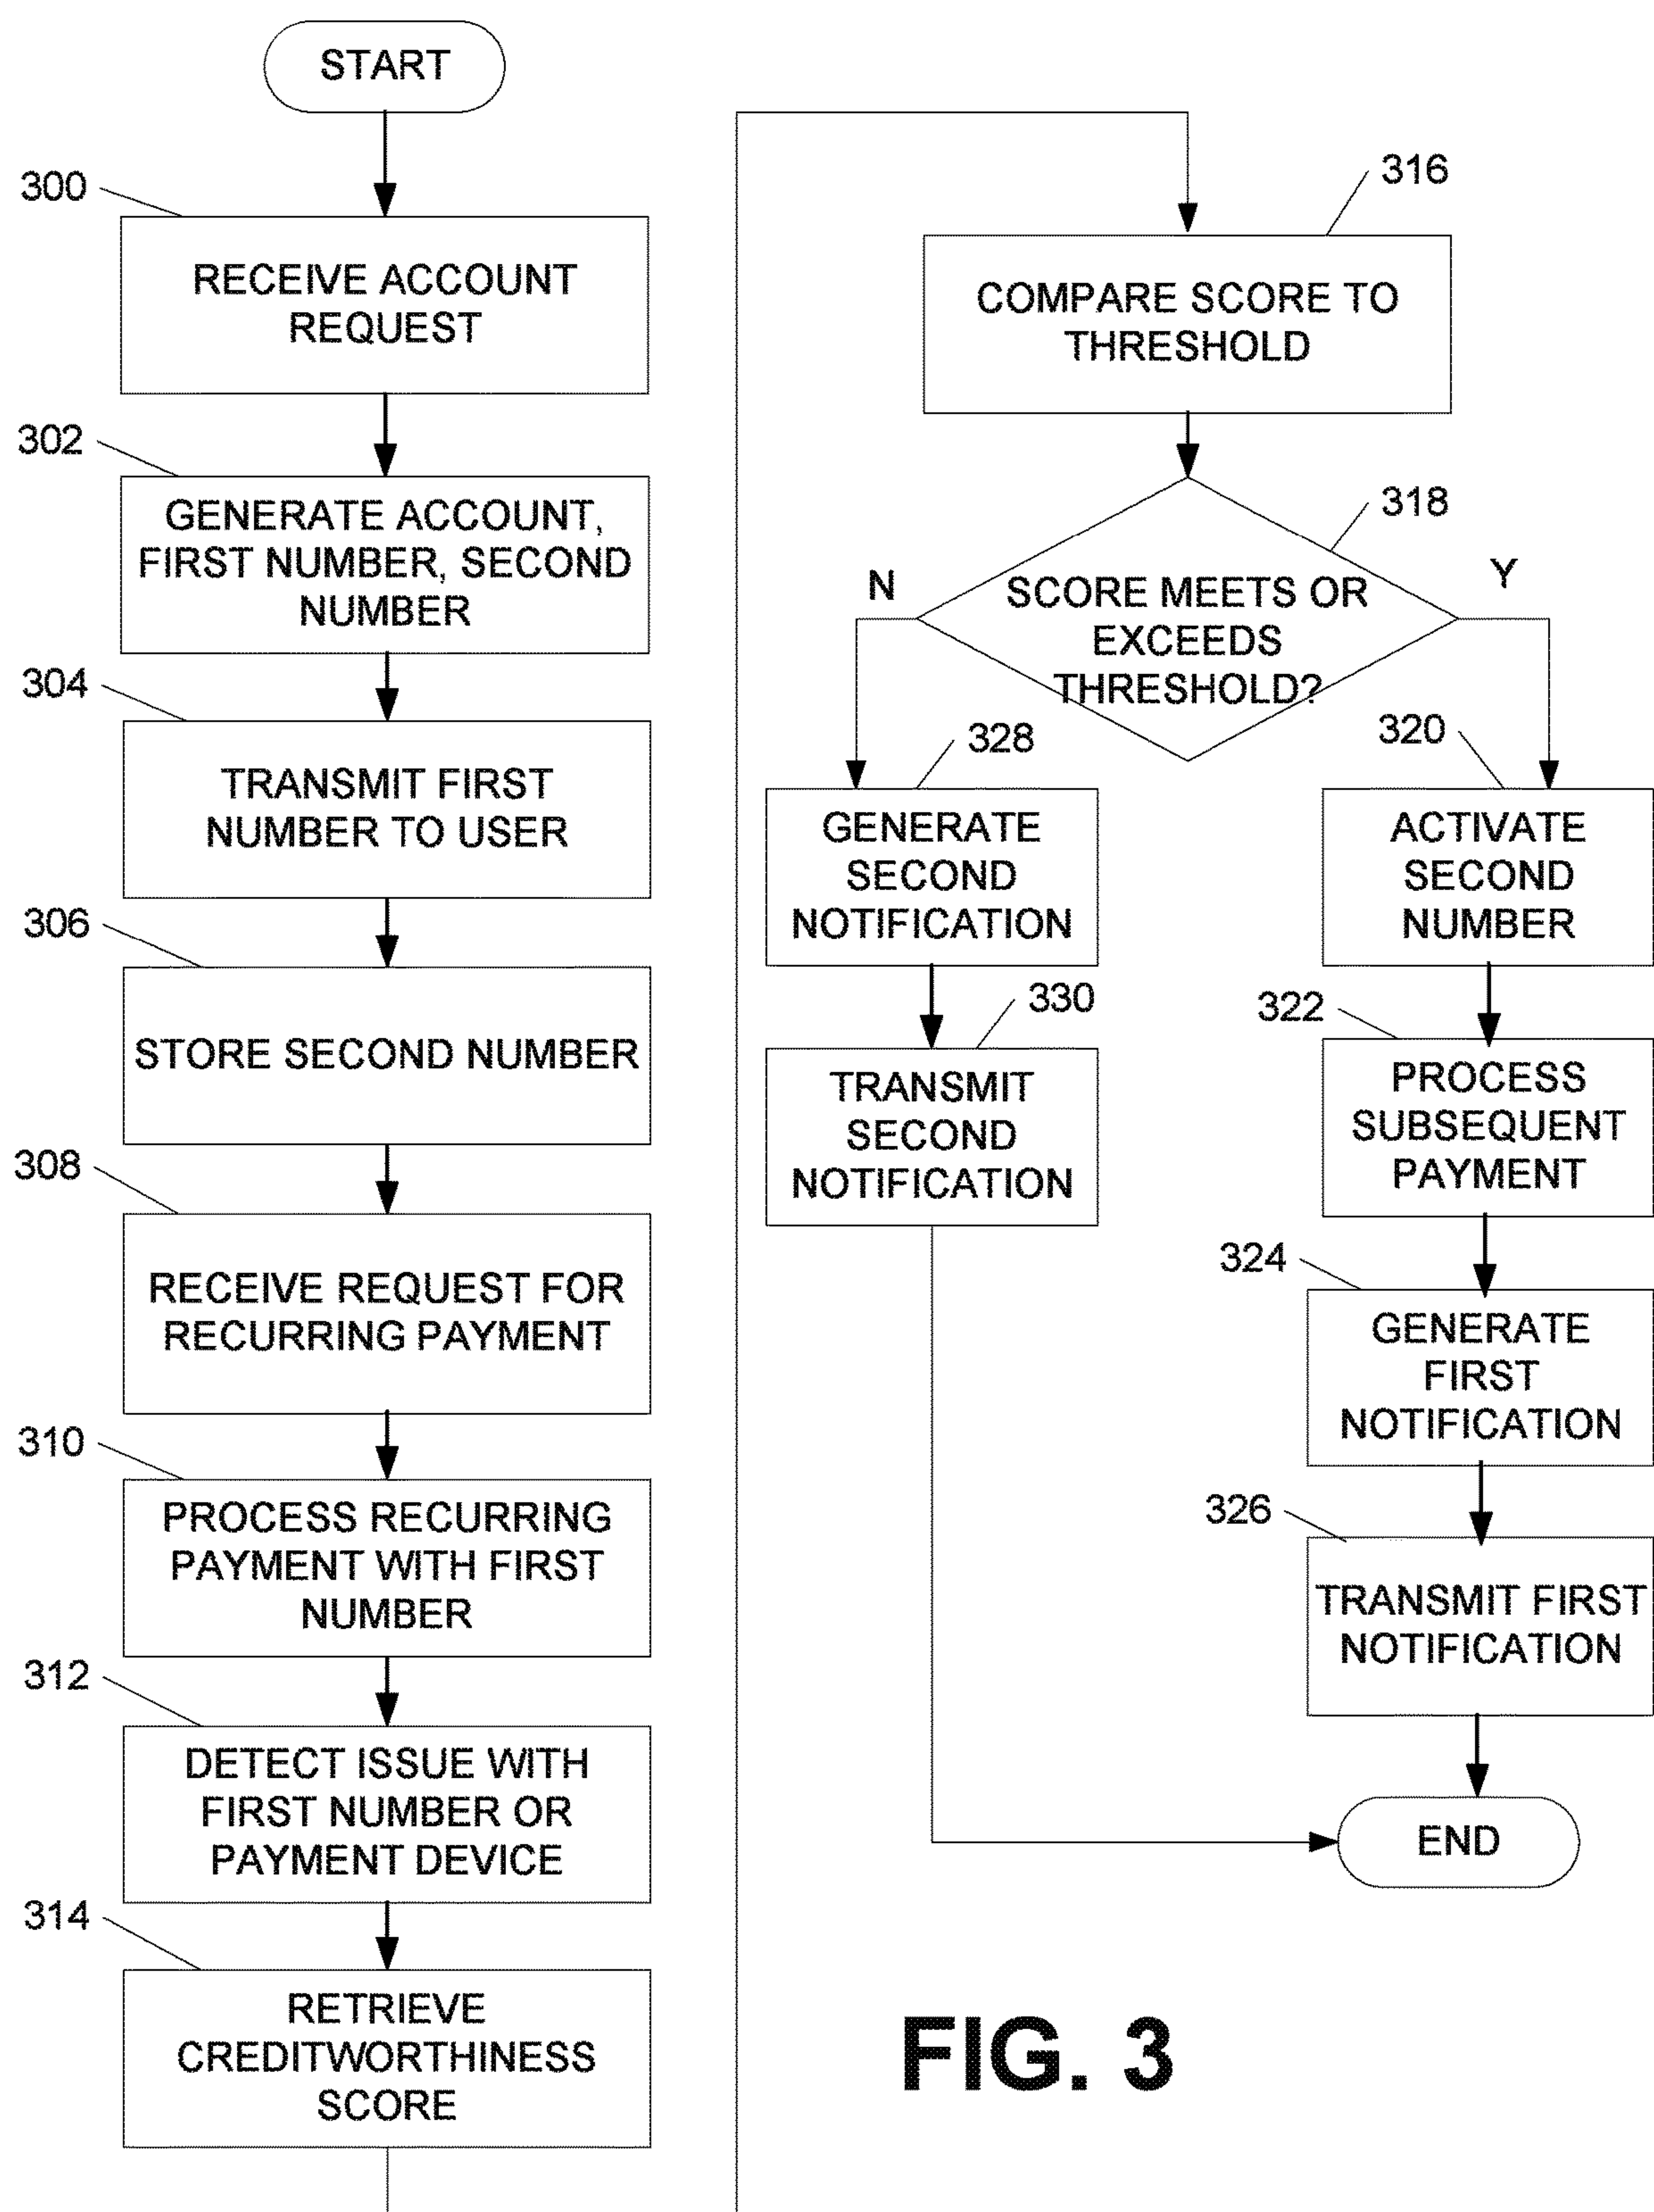 START
300
RECEIVE ACCOUNT
REQUEST
302
GENERATE ACCOUNT,
FIRST NUMBER, SECOND
NUMBER
304
TRANSMIT FIRST
NUMBER TO USER
306
STORE SECOND NUMBER
308
RECEIVE REQUEST FOR
RECURRING PAYMENT
310
PROCESS RECURRING
PAYMENT WITH FIRST
NUMBER
312
DETECT ISSUE WITH
FIRST NUMBER OR
PAYMENT DEVICE
314
RETRIEVE
CREDITWORTHINESS
SCORE
316
COMPARE SCORE TO
THRESHOLD
318
SCORE MEETS OR
EXCEEDS
THRESHOLD?
N
Y
328
GENERATE
SECOND
NOTIFICATION
330
TRANSMIT
SECOND
NOTIFICATION
320
ACTIVATE
SECOND
NUMBER
322
PROCESS
SUBSEQUENT
PAYMENT
324
GENERATE
FIRST
NOTIFICATION
326
TRANSMIT FIRST
NOTIFICATION
END
FIG. 3